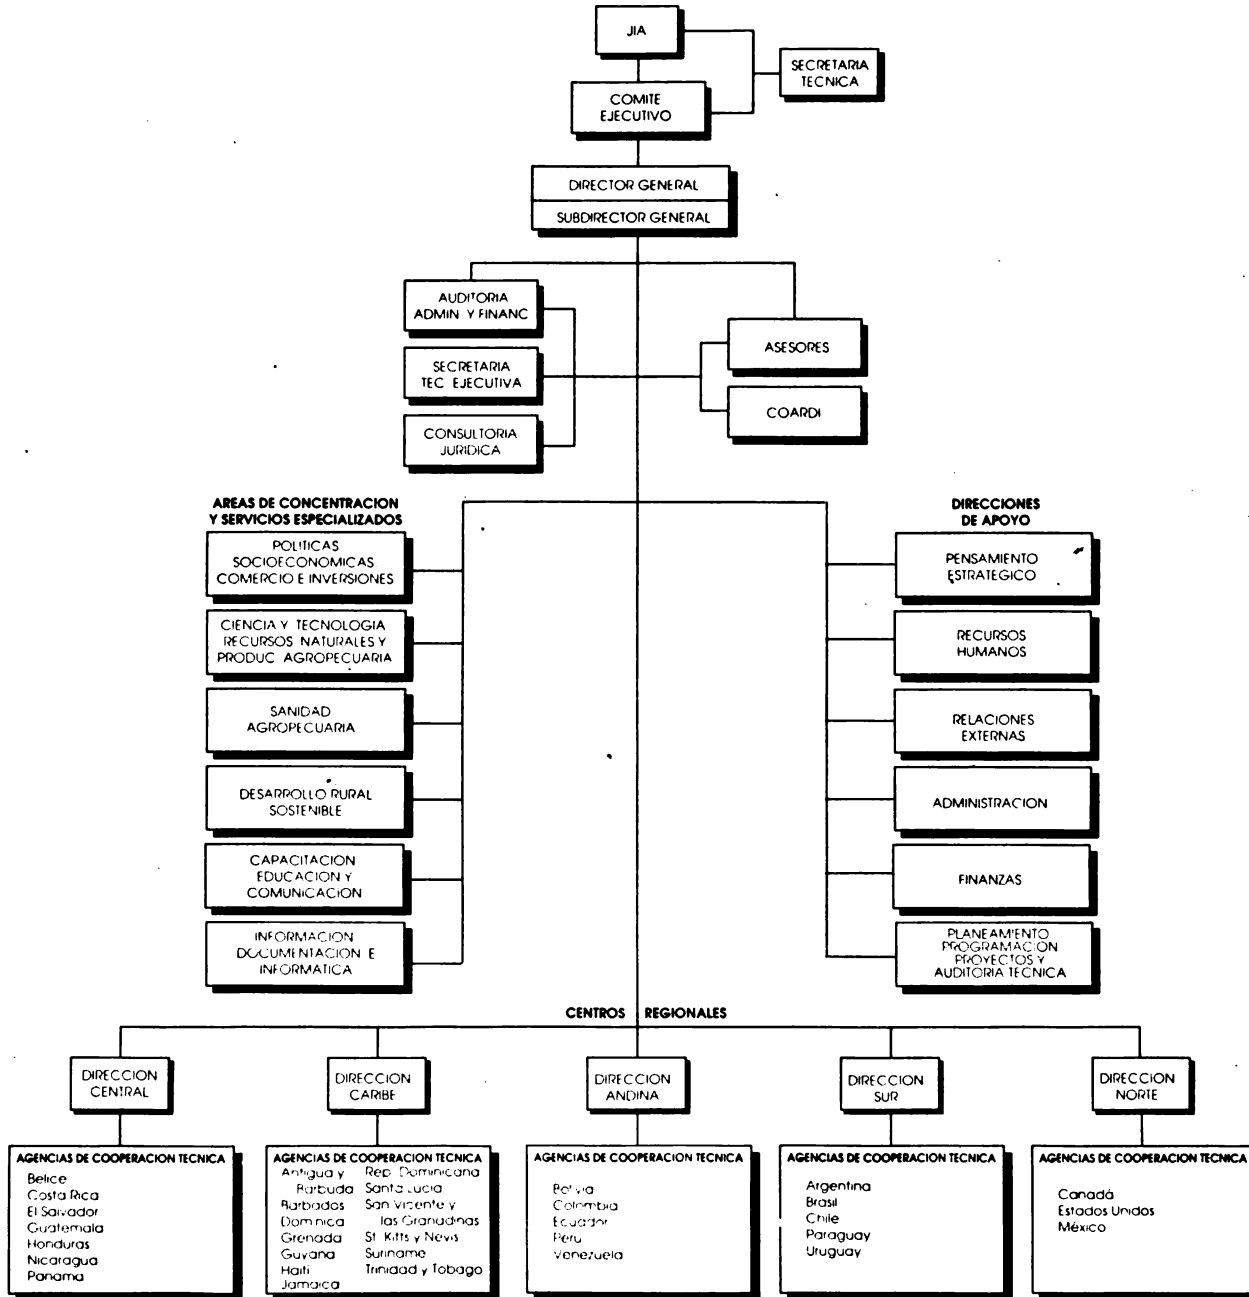 JIA
SECRETARIA
TECNICA
COMITE
EJECUTIVO
DIRECTOR GENERAL
SUBDIRECTOR GENERAL
AUDITORIA
ADMIN Y FINANC
SECRETARIA
TEC EJECUTIVA
CONSULTORIA
JURIDICA
ASESORES
COARDI
AREAS DE CONCENTRACION
Y SERVICIOS ESPECIALIZADOS
POLITICAS
SOCIOECONOMICAS
COMERCIO E INVERSIONES
CIENCIA Y TECNOLOGIA
RECURSOS NATURALES Y
PRODUC AGROPECUARIA
SANIDAD
AGROPECUARIA
DESARROLLO RURAL
SOSTENIBLE
CAPACITACION
EDUCACION Y
COMUNICACION
INFORMACION
DOCUMENTACION E
INFORMATICA
DIRECCIONES
DE APOYO
PENSAMIENTO
ESTRATEGICO
RECURSOS
HUMANOS
RELACIONES
EXTERNAS
ADMINISTRACION
FINANZAS
PLANEAMIENTO
PROGRAMACION
PROYECTOS Y
AUDITORIA TECNICA
CENTROS REGIONALES
DIRECCION
CENTRAL
AGENCIAS DE COOPERACION TECNICA
Belice
Costa Rica
El Salvador
Guatemala
Honduras
Nicaragua
Panama
DIRECCION
CARIBE
AGENCIAS DE COOPERACION TECNICA
Antigua y
Barbuda
Barbados
Dominica
Grenada
Guyana
Haití
Jamaica
Rep Dominicana
Santa Lucia
San Vicente y
las Granadinas
St Kitts y Nevis
Suriname
Trinidad y Tobago
DIRECCION
ANDINA
AGENCIAS DE COOPERACION TECNICA
Bolivia
Colombia
Ecuador
Peru
Venezuela
DIRECCION
SUR
AGENCIAS DE COOPERACION TECNICA
Argentina
Brasil
Chile
Paraguay
Uruguay
DIRECCION
NORTE
AGENCIAS DE COOPERACION TECNICA
Canadá
Estados Unidos
México